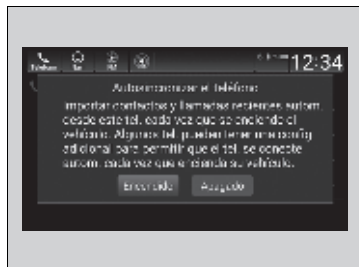 Teléfono
12:34
Autosincronizar el teléfono
Importar contactos y llamadas recientes autom.
desde este tel. cada vez que se enciende el
vehículo. Algunos tel. pueden tener una config.
adicional para permitir que el tel. se conecte
autom. cada vez que encienda su vehículo.
Encendido Apagado